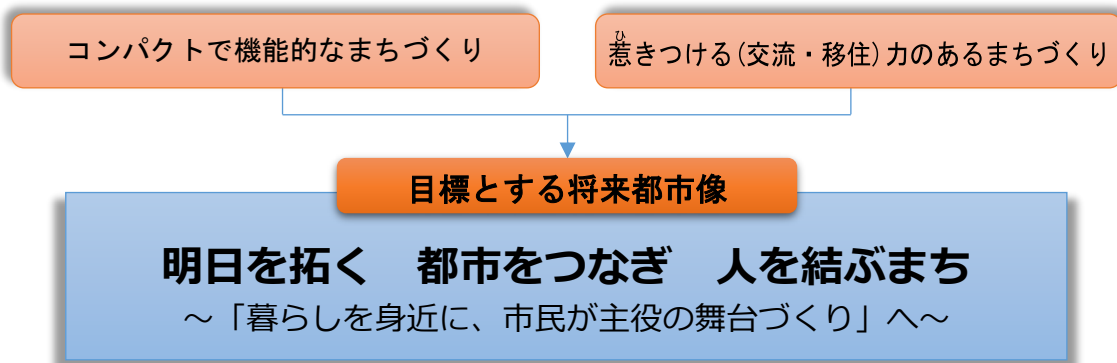 コンパクトで機能的なまちづくり
惹きつける(交流・移住)力のあるまちづくり
ひ
目標とする将来都市像
明日を拓く　都市をつなぎ　人を結ぶまち
～「暮らしを身近に、市民が主役の舞台づくり」へ～